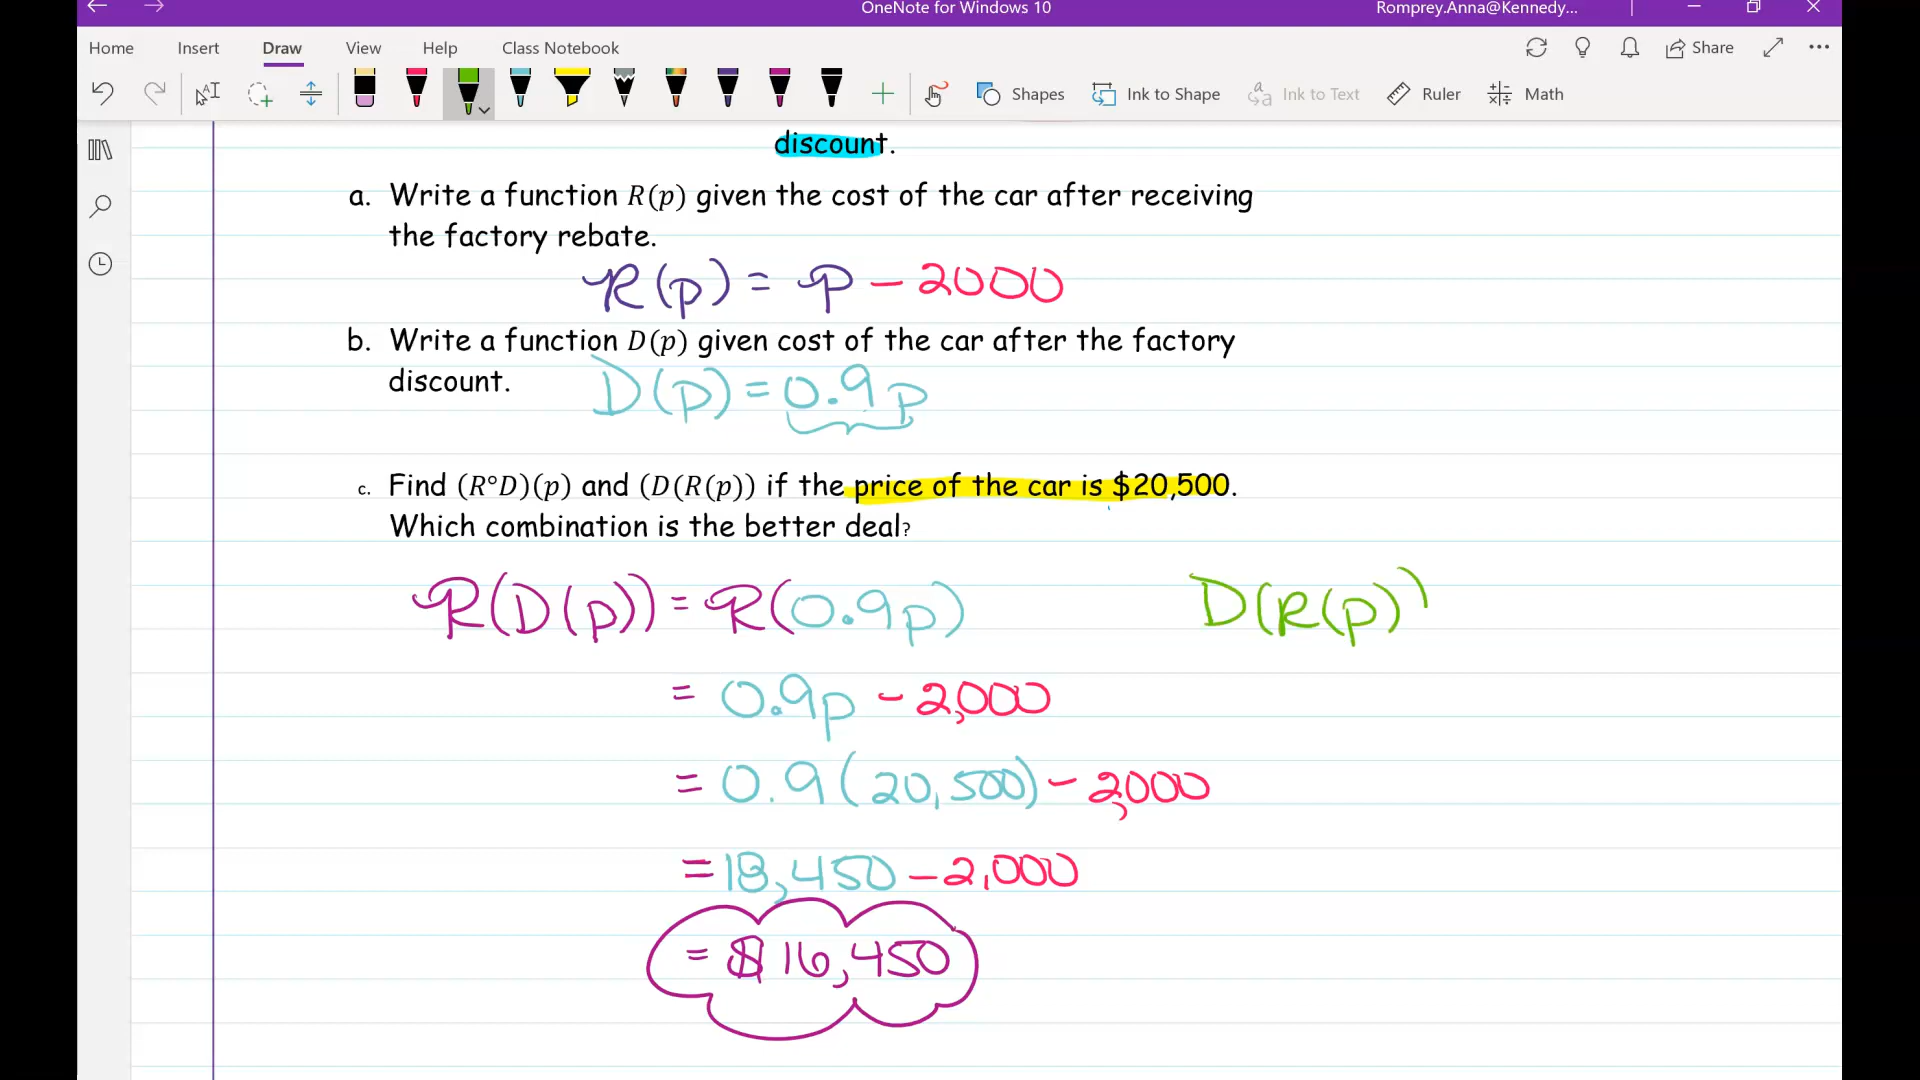 OneNote for Windows 10 Romprey.Anna@Kennedy...
Home Insert Draw View Help Class Notebook Share
Shapes Ink to Shape Ink to Text Ruler Math
discount.
a. Write a function R(p) given the cost of the car after receiving
the factory rebate.
R(p) = p - 2000
b. Write a function D(p) given cost of the car after the factory
discount.
D(p) = 0.9p
c. Find (R°D)(p) and (D(R(p)) if the price of the car is $20,500.
Which combination is the better deal?
R(D(p)) = R(0.9p) D(R(p))
= 0.9p - 2,000
= 0.9(20,500) - 2,000
= 18,450 - 2,000
= $16,450